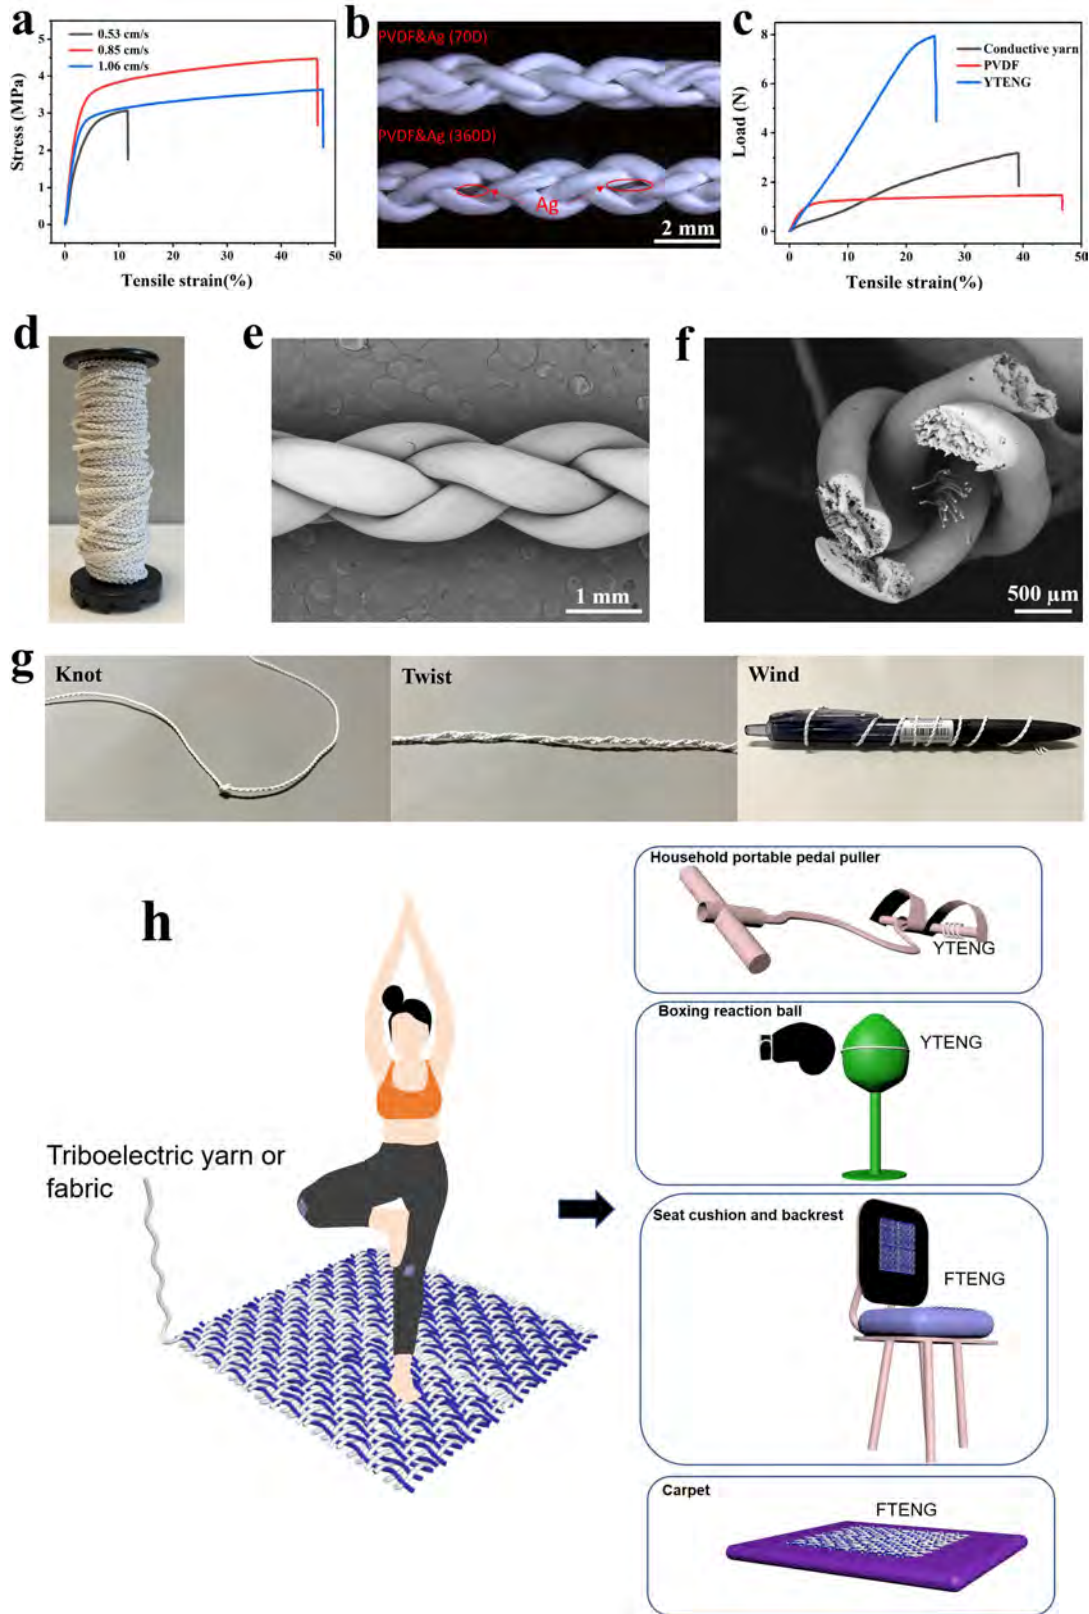 a
0.53 cm/s
0.85 cm/s
1.06 cm/s
Stress (MPa)
5
4
3
2
1
0
0 10 20 30 40 50
Tensile strain(%)
b
PVDF&Ag (70D)
PVDF&Ag (360D)
Ag
2 mm
c
Conductive yarn
PVDF
YTENG
Load (N)
8
6
4
2
0
0 10 20 30 40 50
Tensile strain(%)
d
e
1 mm
f
500 µm
g
Knot
Twist
Wind
h
Triboelectric yarn or
fabric
Household portable pedal puller
YTENG
Boxing reaction ball
YTENG
Seat cushion and backrest
FTENG
Carpet
FTENG